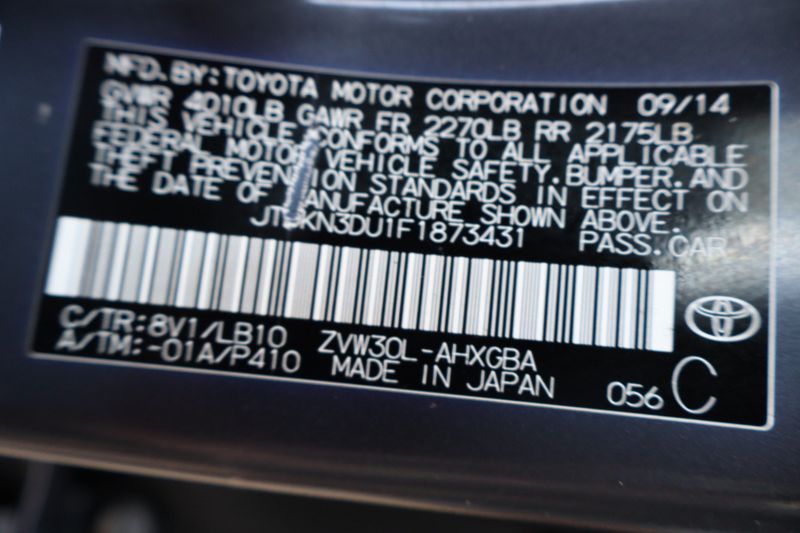 MFD. BY: TOYOTA MOTOR CORPORATION 09/14
GVWR 4010LB GAWR FR 2270LB RR 2175LB
THIS VEHICLE CONFORMS TO ALL APPLICABLE
FEDERAL MOTOR VEHICLE SAFETY, BUMPER, AND
THEFT PREVENTION STANDARDS IN EFFECT ON
THE DATE OF MANUFACTURE SHOWN ABOVE.
PASS. CAR
C/TR: 8V1/LB10 ZVW30L-AHXGBA
A/TM: -01A/P410 MADE IN JAPAN 056 C